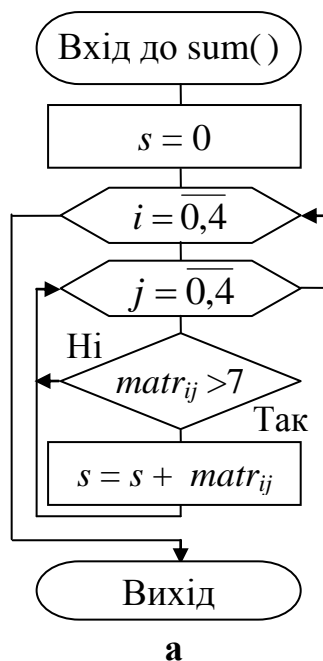 Вхід до sum( )
s = 0
i = 0,4
j = 0,4
Ні
matrij >7
Так
s = s + matrij
Вихід
а